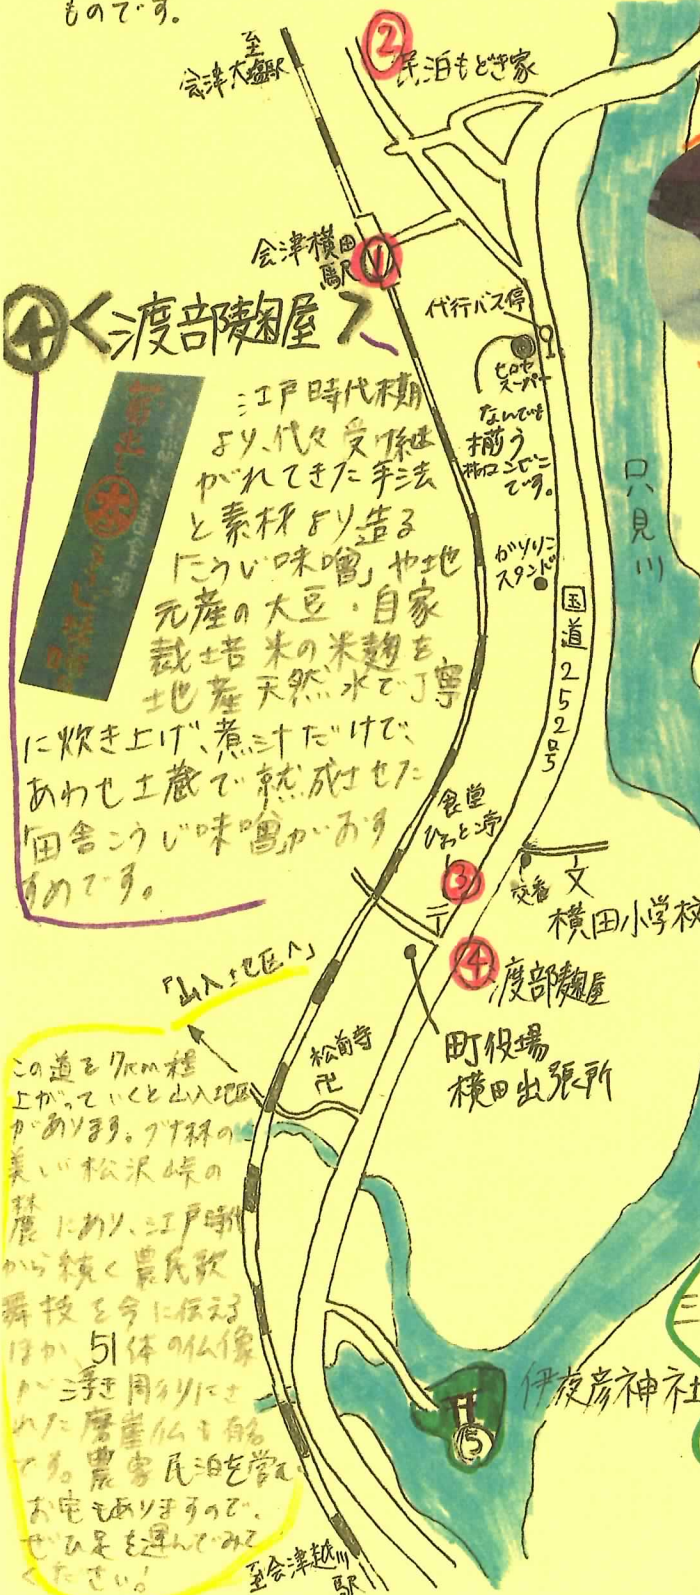 ものです。
至
会津大塩駅
②
民泊もどき家
会津横田
駅
①
代行バス停
ヒロセ
スーパー
なんでも
揃う
コンビニ
です。
④<渡部麹屋>
江戸時代末期
より、代々受け継
がれてきた手法
と素材より造る
「こうじ味噌」や地
元産の大豆・自家
栽培米の米麹を
地産天然水で丁寧
に炊き上げ、煮汁だけで、
あわせ土蔵で熟成させた
「田舎こうじ味噌」がおす
すめです。
ガソリン
スタンド
只見川
国道252号
食堂
ひろっと亭
③
〒
交番
文
横田小学校
④
渡部麹屋
町役場
横田出張所
「山入地区へ」
松前寺
卍
この道を7km程
上がっていくと山入地区
があります。ブナ林の
美しい松沢峠の
麓にあり、江戸時代
から続く農民歌
舞伎を今に伝える
ほか、51体の仏像
が浮き彫りにさ
れた磨崖仏も有名
です。農家民泊を営む
お宅もありますので、
ぜひ足を運んでみて
ください!
伊夜彦神社
⑤
至会津越川
駅